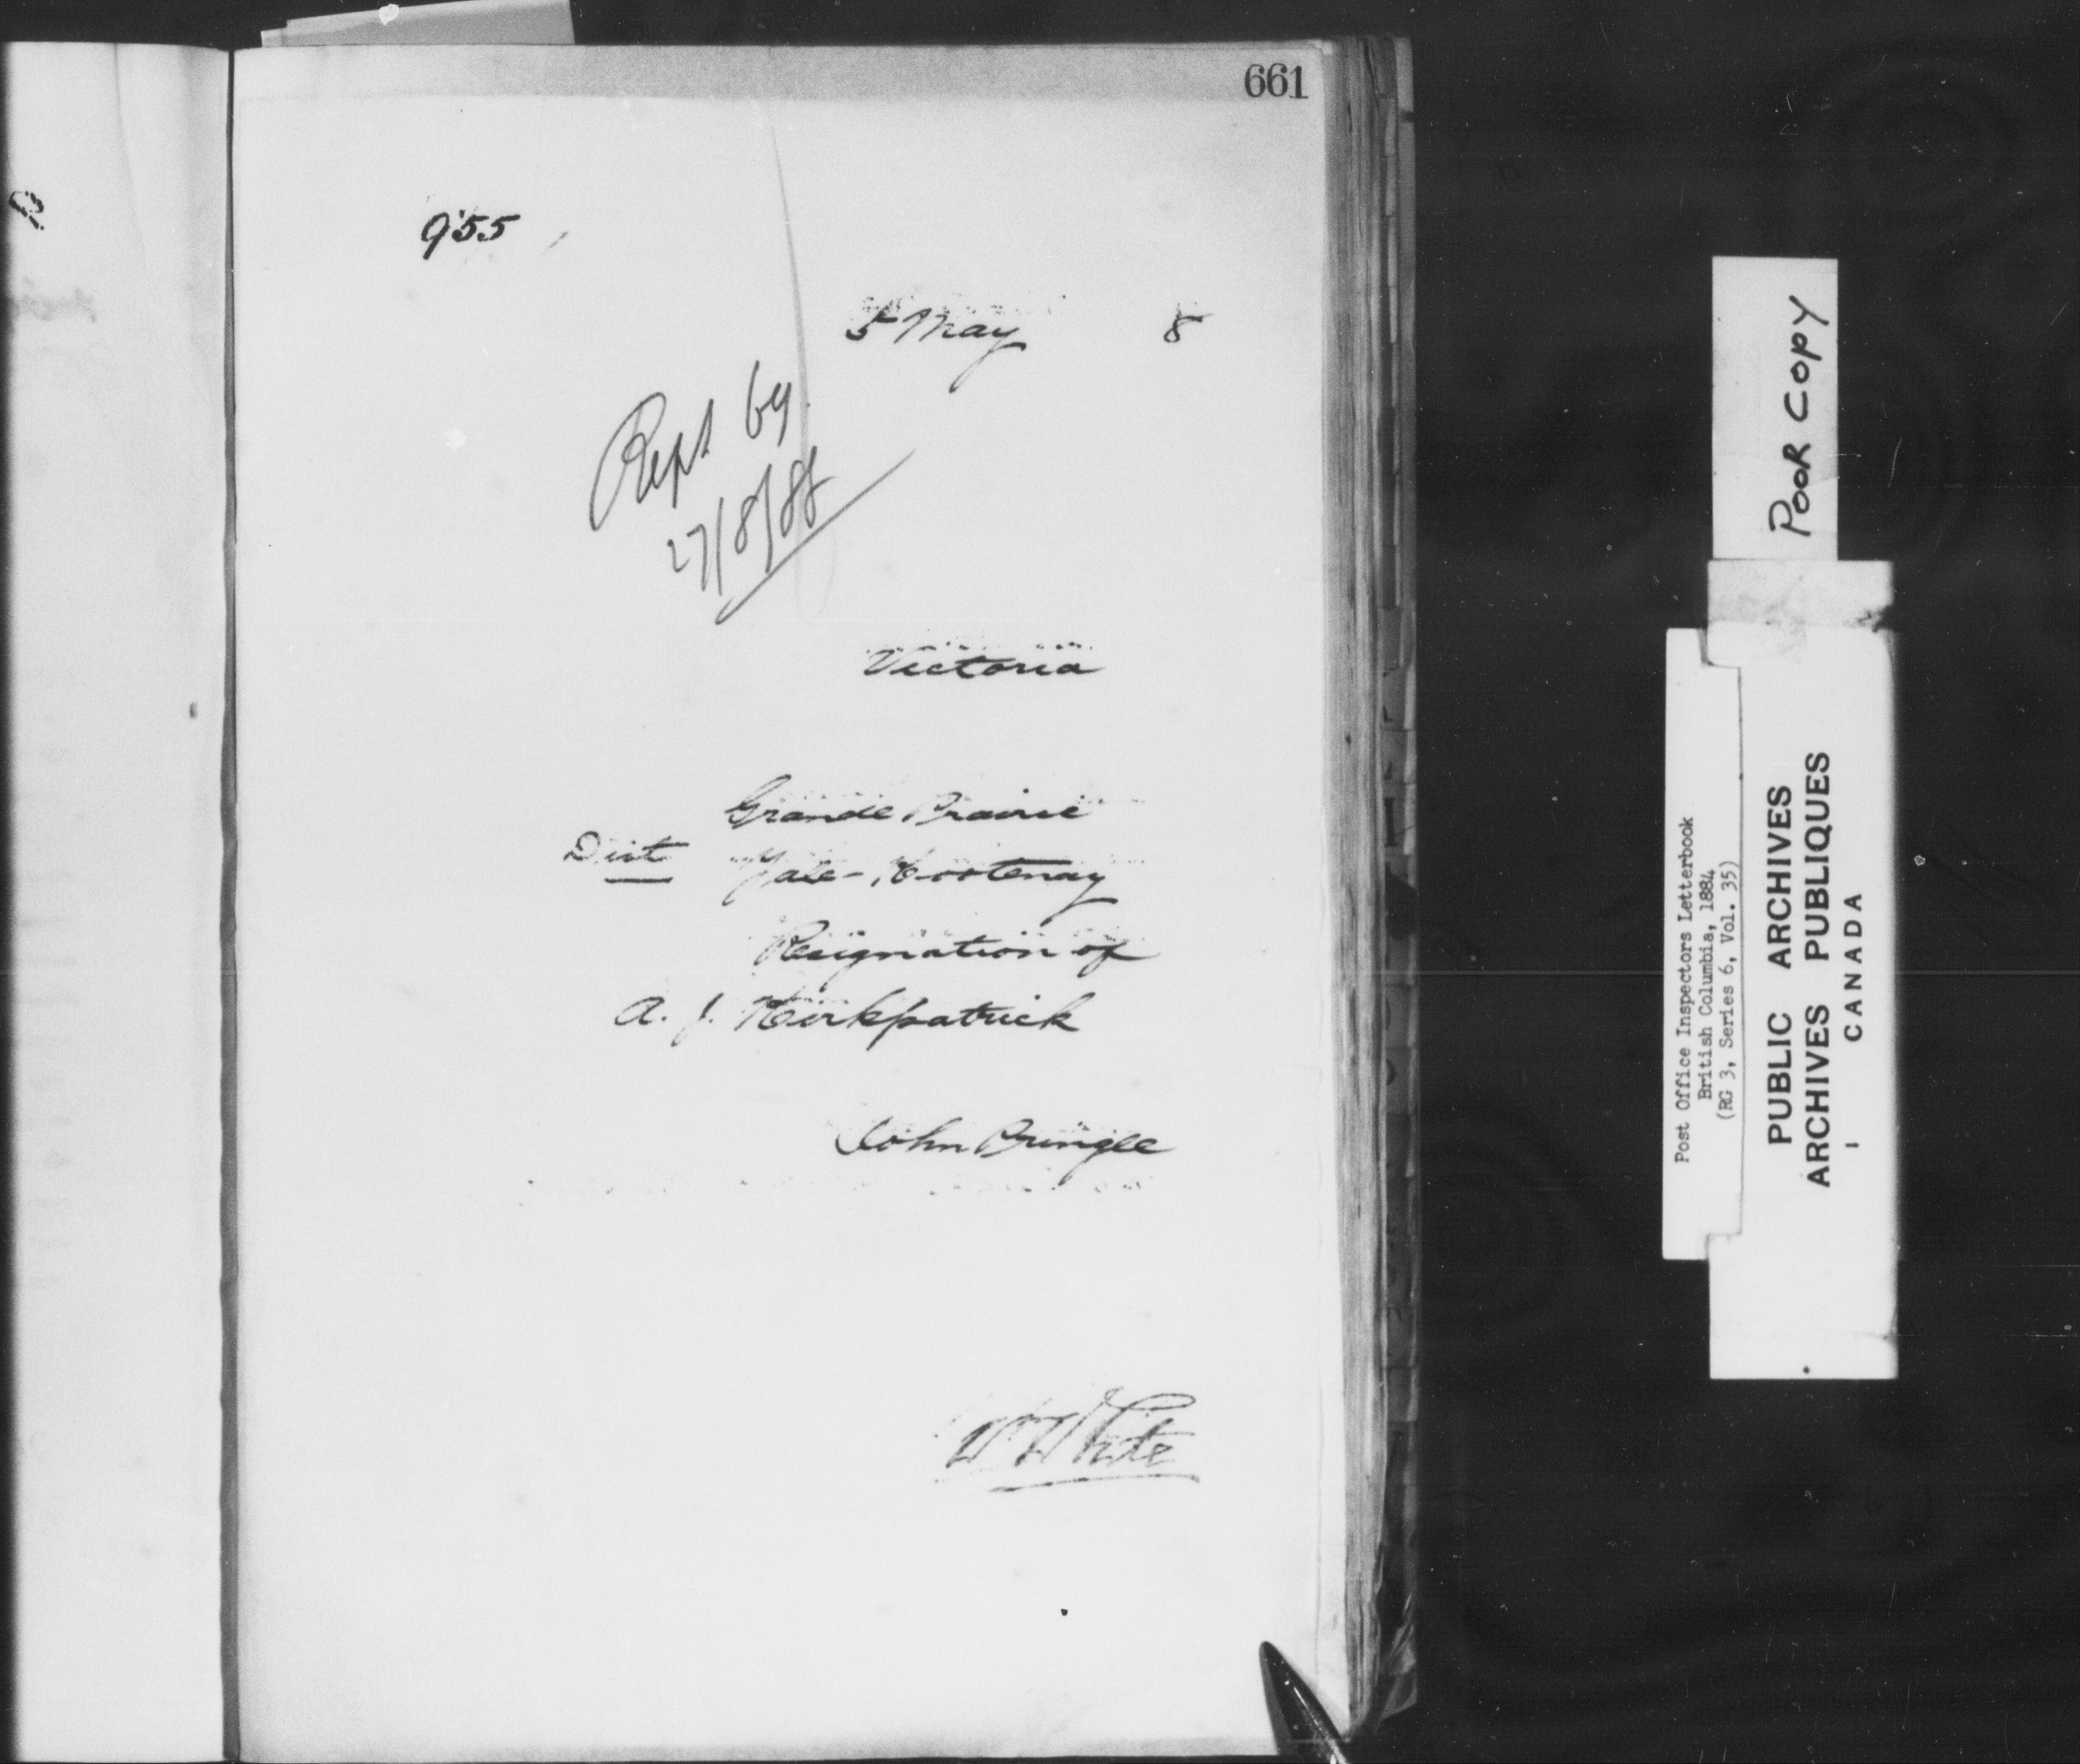 661
955
5 May 8
Rept by
27/8/88
Victoria
Grande Prairie
Dist Yale-Kootenay
Resignation of
A. J. Kirkpatrick
John Pringle
W White
POOR COPY
Post Office Inspectors Letterbook
British Columbia, 1884
(RG 3, Series 6, Vol. 35)
PUBLIC ARCHIVES
ARCHIVES PUBLIQUES
CANADA